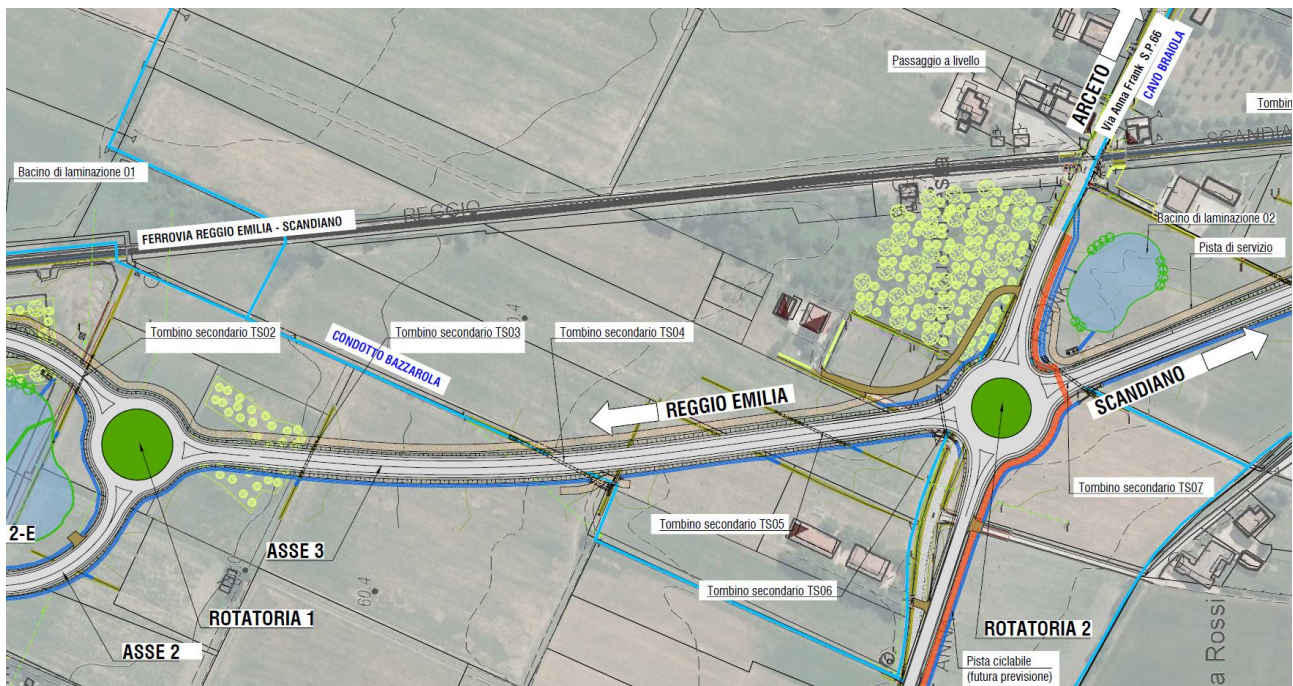 Passaggio a livello
ARCETO
Via Anna Frank S.P.66
CAVO BRAIOLA
Tombin
SCANDIA
Bacino di laminazione 01
REGGIO
FERROVIA REGGIO EMILIA - SCANDIANO
Bacino di laminazione 02
Pista di servizio
Tombino secondario TS02
Tombino secondario TS03
60.4
Tombino secondario TS04
CONDOTTO BAZZAROLA
REGGIO EMILIA
SCANDIANO
Tombino secondario TS07
2-E
Tombino secondario TS05
ASSE 3
60.4
Tombino secondario TS06
ROTATORIA 1
ROTATORIA 2
ASSE 2
Pista ciclabile
(futura previsione)
a Rossi